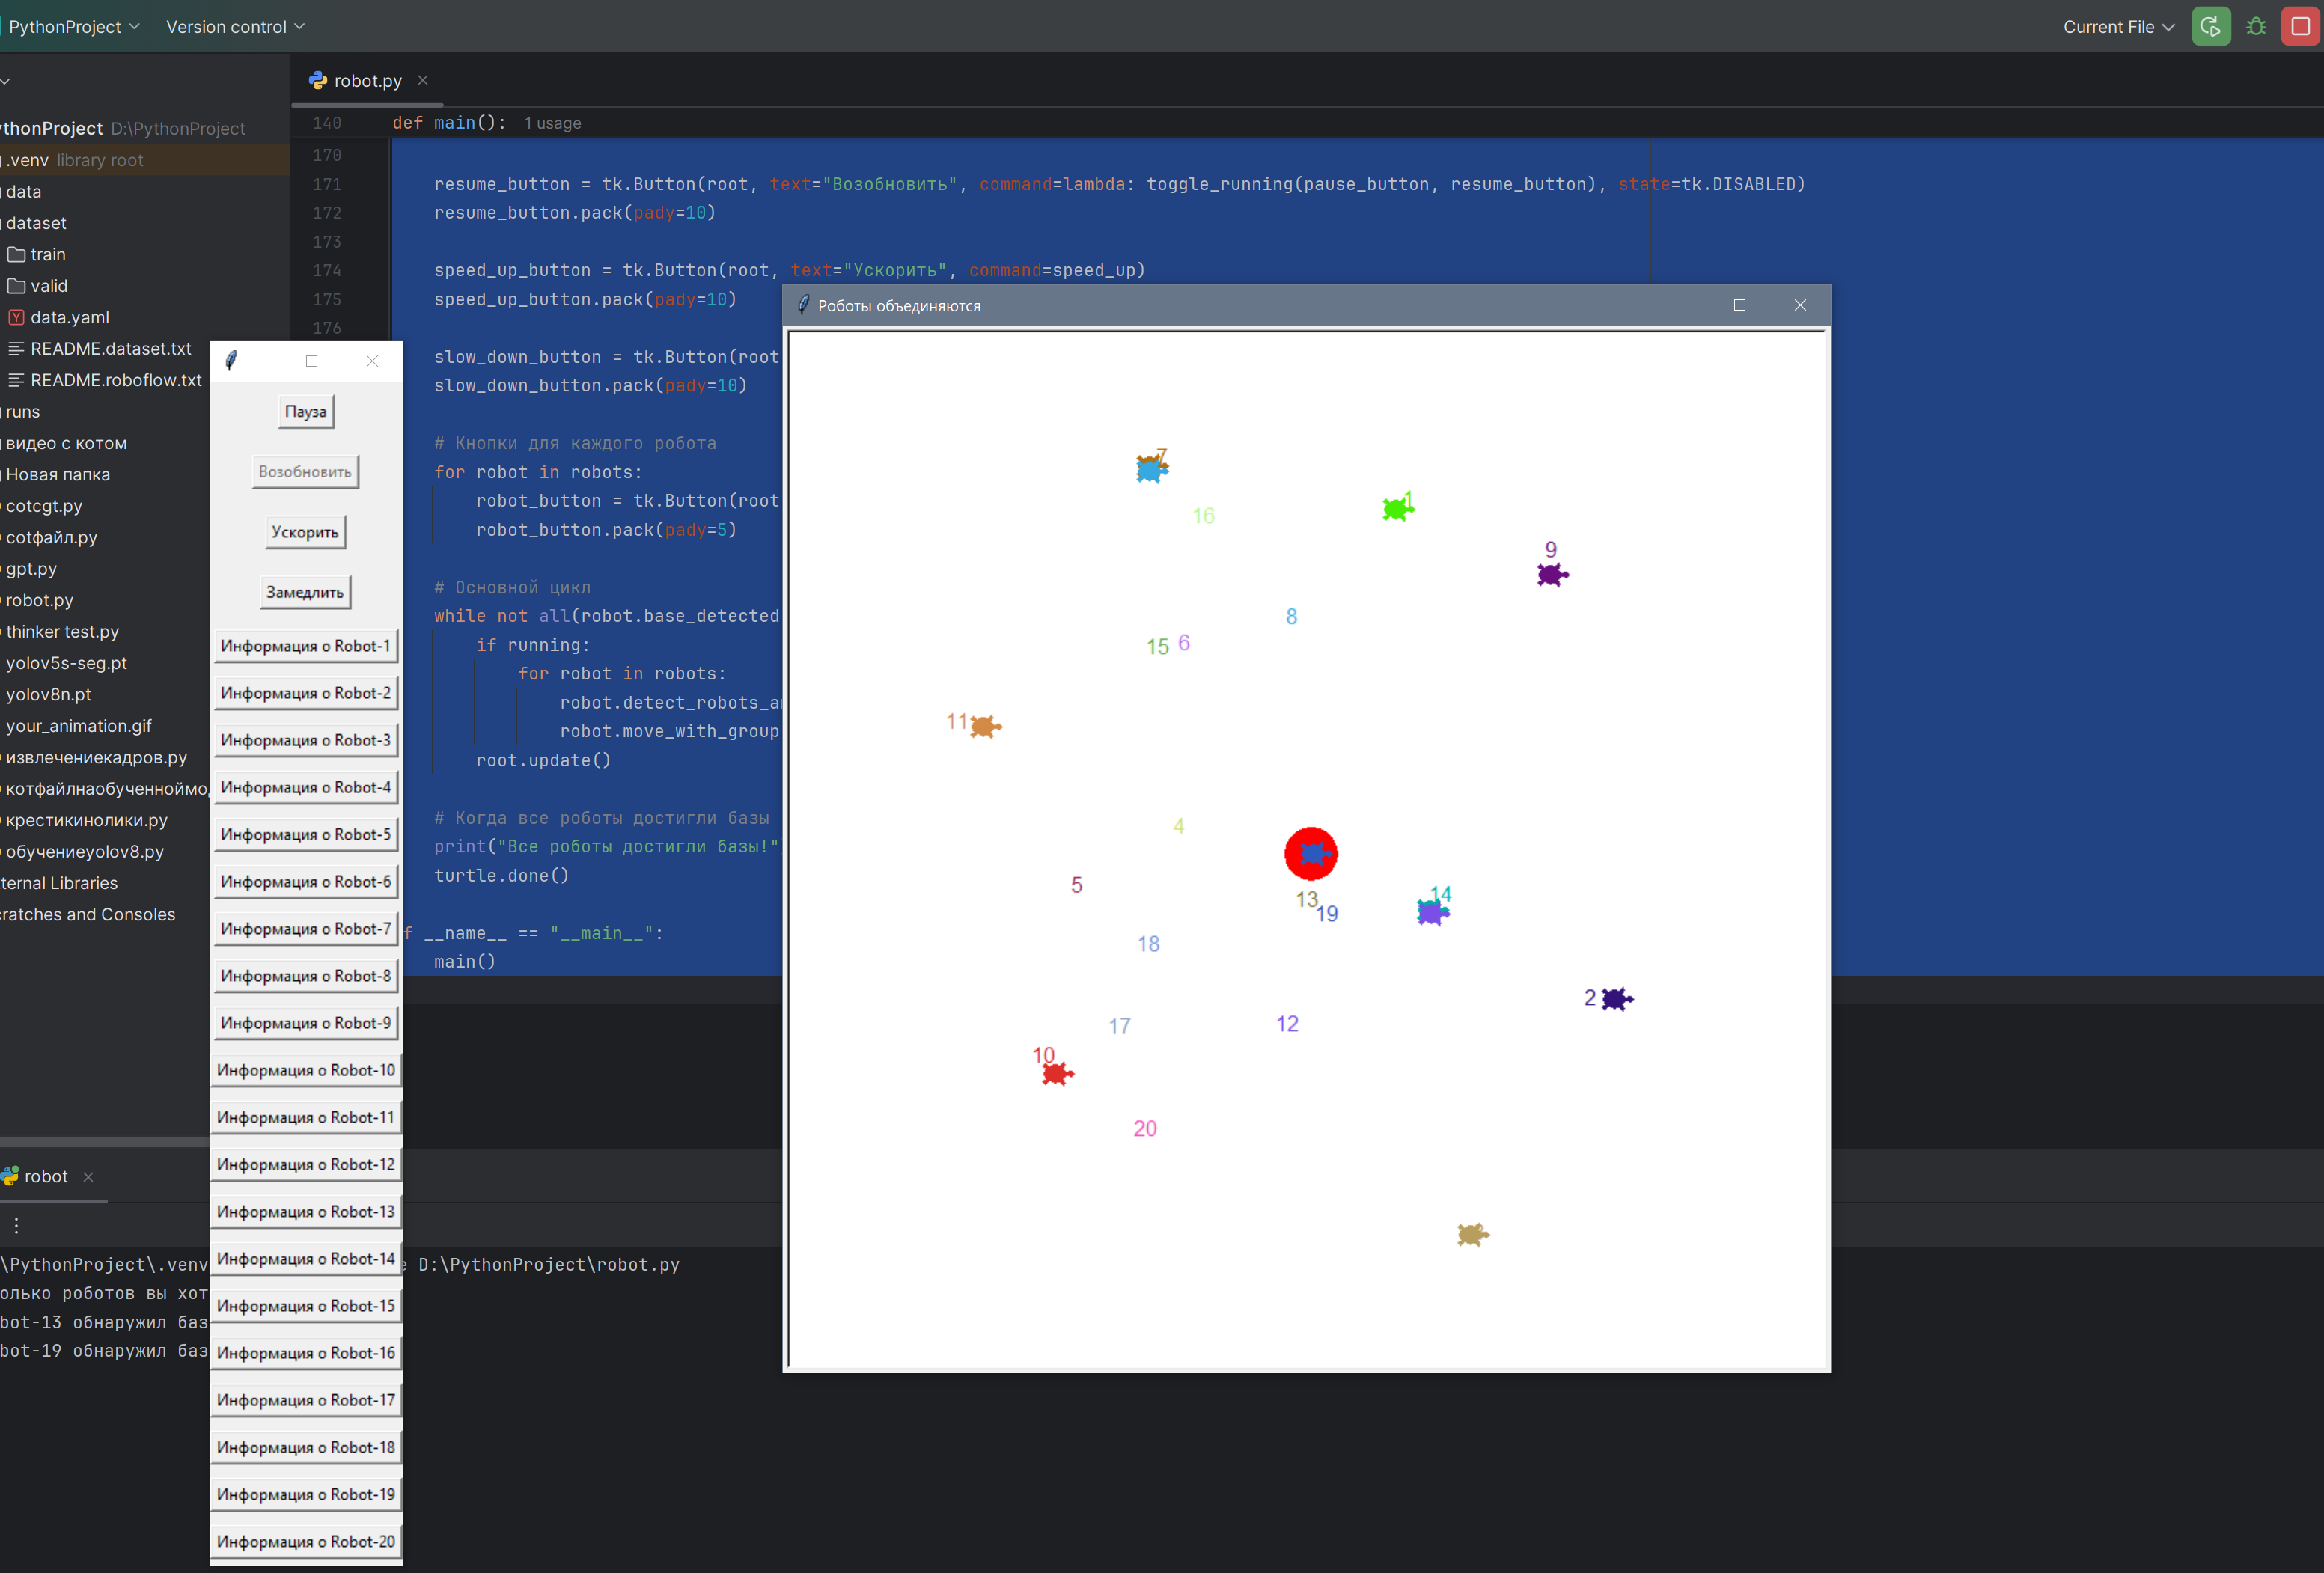 PythonProject
Version control
Current File
robot.py
ythonProject D:\PythonProject
.venv library root
data
dataset
train
valid
data.yaml
README.dataset.txt
README.roboflow.txt
runs
видео с котом
Новая папка
cotcgt.py
cotфайл.py
gpt.py
robot.py
thinker test.py
yolov5s-seg.pt
yolov8n.pt
your_animation.gif
извлечениекадров.py
котфайлнаобученноймо
крестикинолики.py
обучениеyolov8.py
ternal Libraries
cratches and Consoles
140 def main(): 1 usage
170
171 resume_button = tk.Button(root, text="Возобновить", command=lambda: toggle_running(pause_button, resume_button), state=tk.DISABLED)
172 resume_button.pack(pady=10)
173
174 speed_up_button = tk.Button(root, text="Ускорить", command=speed_up)
175 speed_up_button.pack(pady=10)
176
slow_down_button = tk.Button(root
slow_down_button.pack(pady=10)
# Кнопки для каждого робота
for robot in robots:
robot_button = tk.Button(root
robot_button.pack(pady=5)
# Основной цикл
while not all(robot.base_detected
if running:
for robot in robots:
robot.detect_robots_a
robot.move_with_group
root.update()
# Когда все роботы достигли базы
print("Все роботы достигли базы!"
turtle.done()
f __name__ == "__main__":
main()
Пауза
Возобновить
Ускорить
Замедлить
Информация о Robot-1
Информация о Robot-2
Информация о Robot-3
Информация о Robot-4
Информация о Robot-5
Информация о Robot-6
Информация о Robot-7
Информация о Robot-8
Информация о Robot-9
Информация о Robot-10
Информация о Robot-11
Информация о Robot-12
Информация о Robot-13
Информация о Robot-14
Информация о Robot-15
Информация о Robot-16
Информация о Robot-17
Информация о Robot-18
Информация о Robot-19
Информация о Robot-20
Роботы объединяются
7
16
1
9
8
15 6
11
4
5
13
19
14
18
2
17
12
10
20
robot
\PythonProject\.venv e D:\PythonProject\robot.py
олько роботов вы хот
bot-13 обнаружил баз
bot-19 обнаружил баз